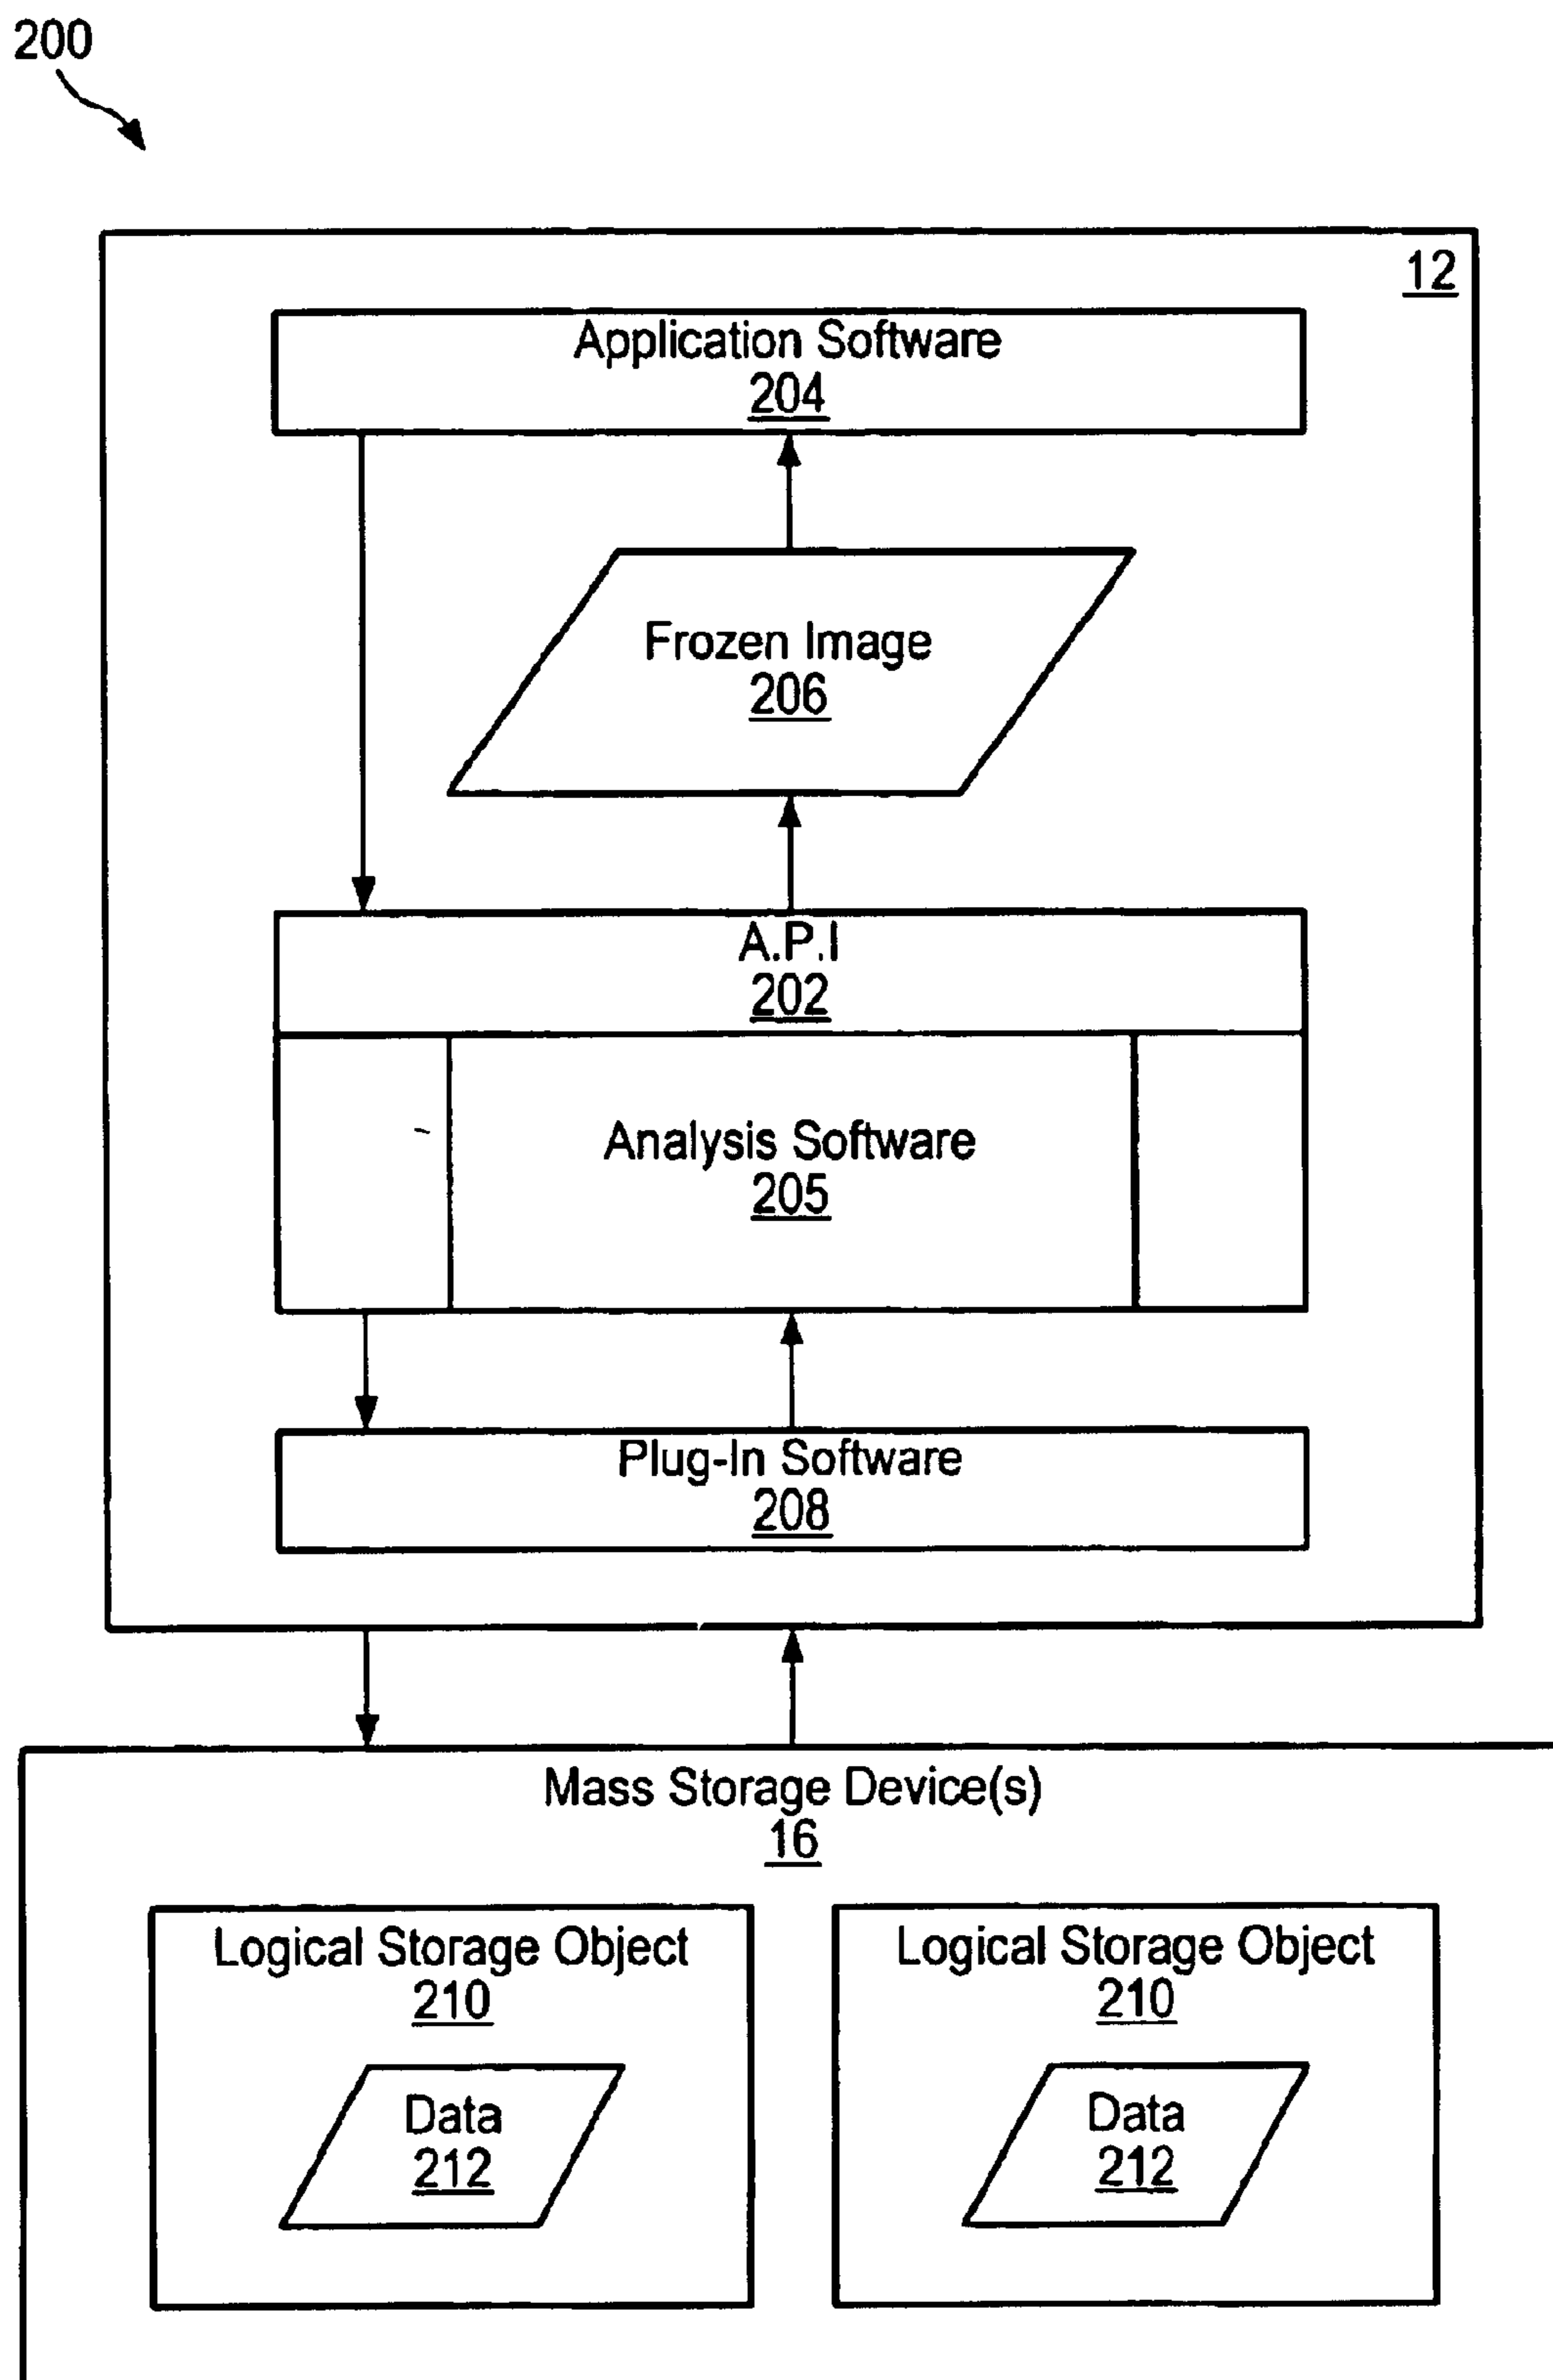 200
12
Application Software
204
Frozen Image
206
A.P.I
202
Analysis Software
205
Plug-In Software
208
Mass Storage Device(s)
16
Logical Storage Object
210
Data
212
Logical Storage Object
210
Data
212